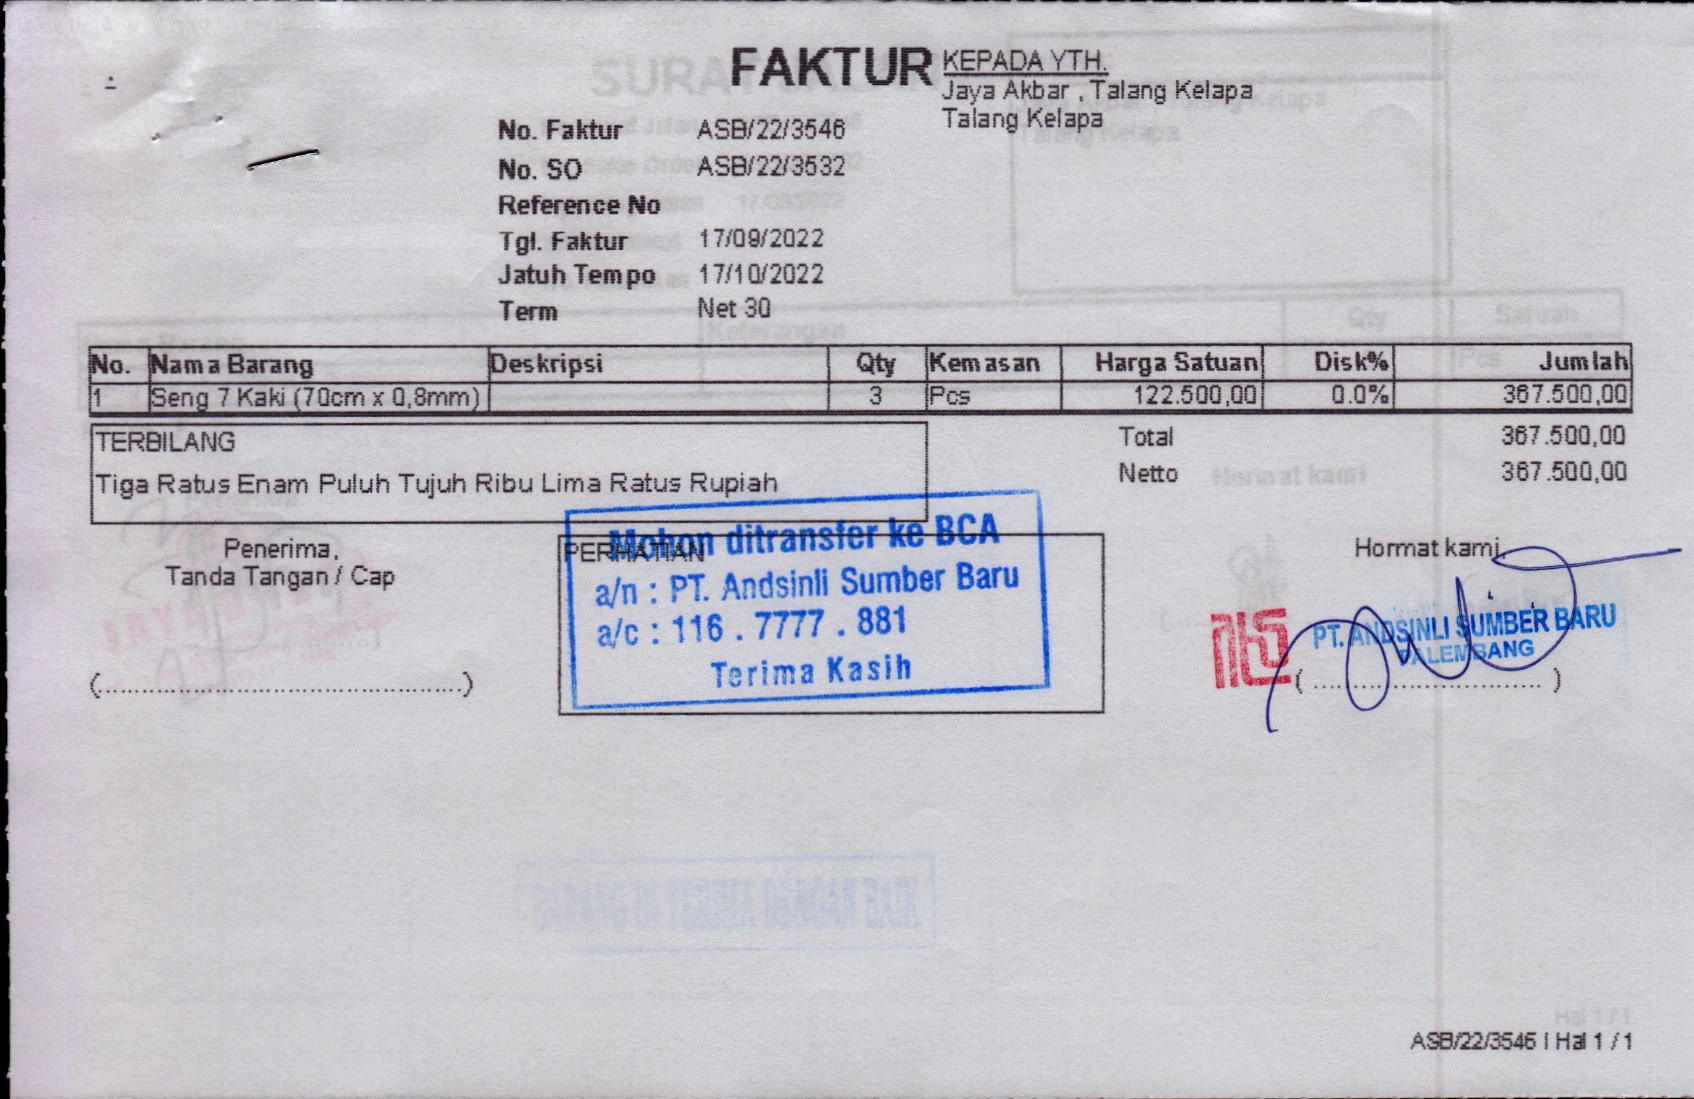 FAKTUR
KEPADA YTH.
Jaya Akbar , Talang Kelapa
Talang Kelapa
No. Faktur ASB/22/3546
No. SO ASB/22/3532
Reference No
Tgl. Faktur 17/09/2022
Jatuh Tempo 17/10/2022
Term Net 30
No. Nama Barang Deskripsi Qty Kemasan Harga Satuan Disk% Jumlah
1 Seng 7 Kaki (70cm x 0,8mm) 3 Pcs 122.500,00 0.0% 367.500,00
TERBILANG
Tiga Ratus Enam Puluh Tujuh Ribu Lima Ratus Rupiah
Total 367.500,00
Netto 367.500,00
Penerima,
Tanda Tangan / Cap
(................................................)
PERHATIAN
Mohon ditransfer ke BCA
a/n : PT. Andsinli Sumber Baru
a/c : 116 . 7777 . 881
Terima Kasih
Hormat kami,
PT. ANDSINLI SUMBER BARU
PALEMBANG
( .............................. )
ASB/22/3546 | Hal 1 / 1